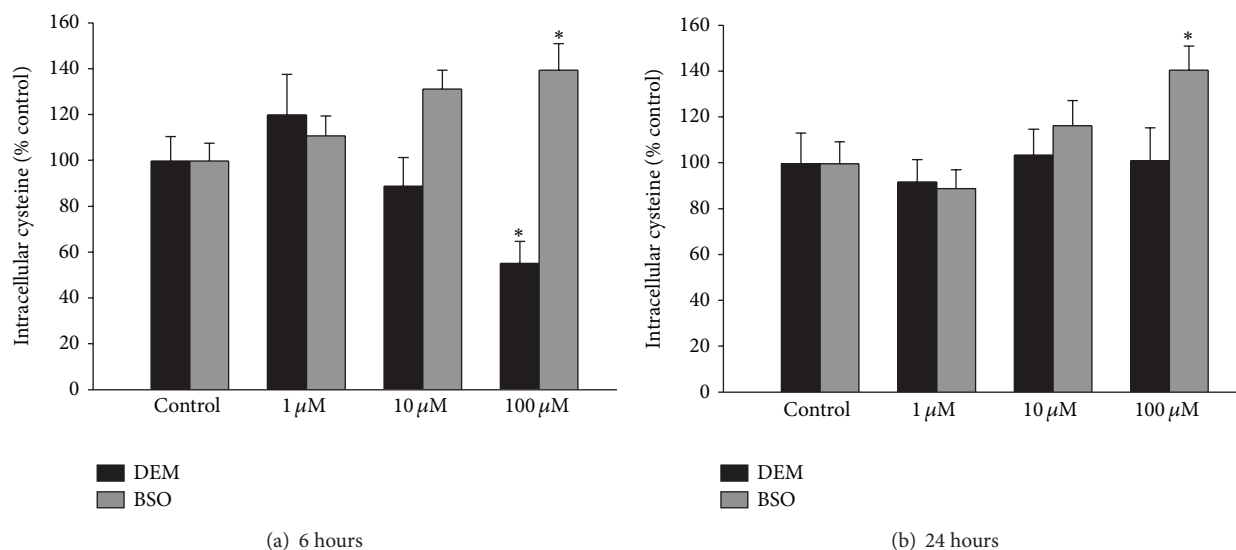 160
140
120
100
80
60
40
20
0
Intracellular cysteine (% control)
*
*
Control 1 μM 10 μM 100 μM
DEM
BSO
(a) 6 hours
160
140
120
100
80
60
40
20
0
Intracellular cysteine (% control)
*
Control 1 μM 10 μM 100 μM
DEM
BSO
(b) 24 hours